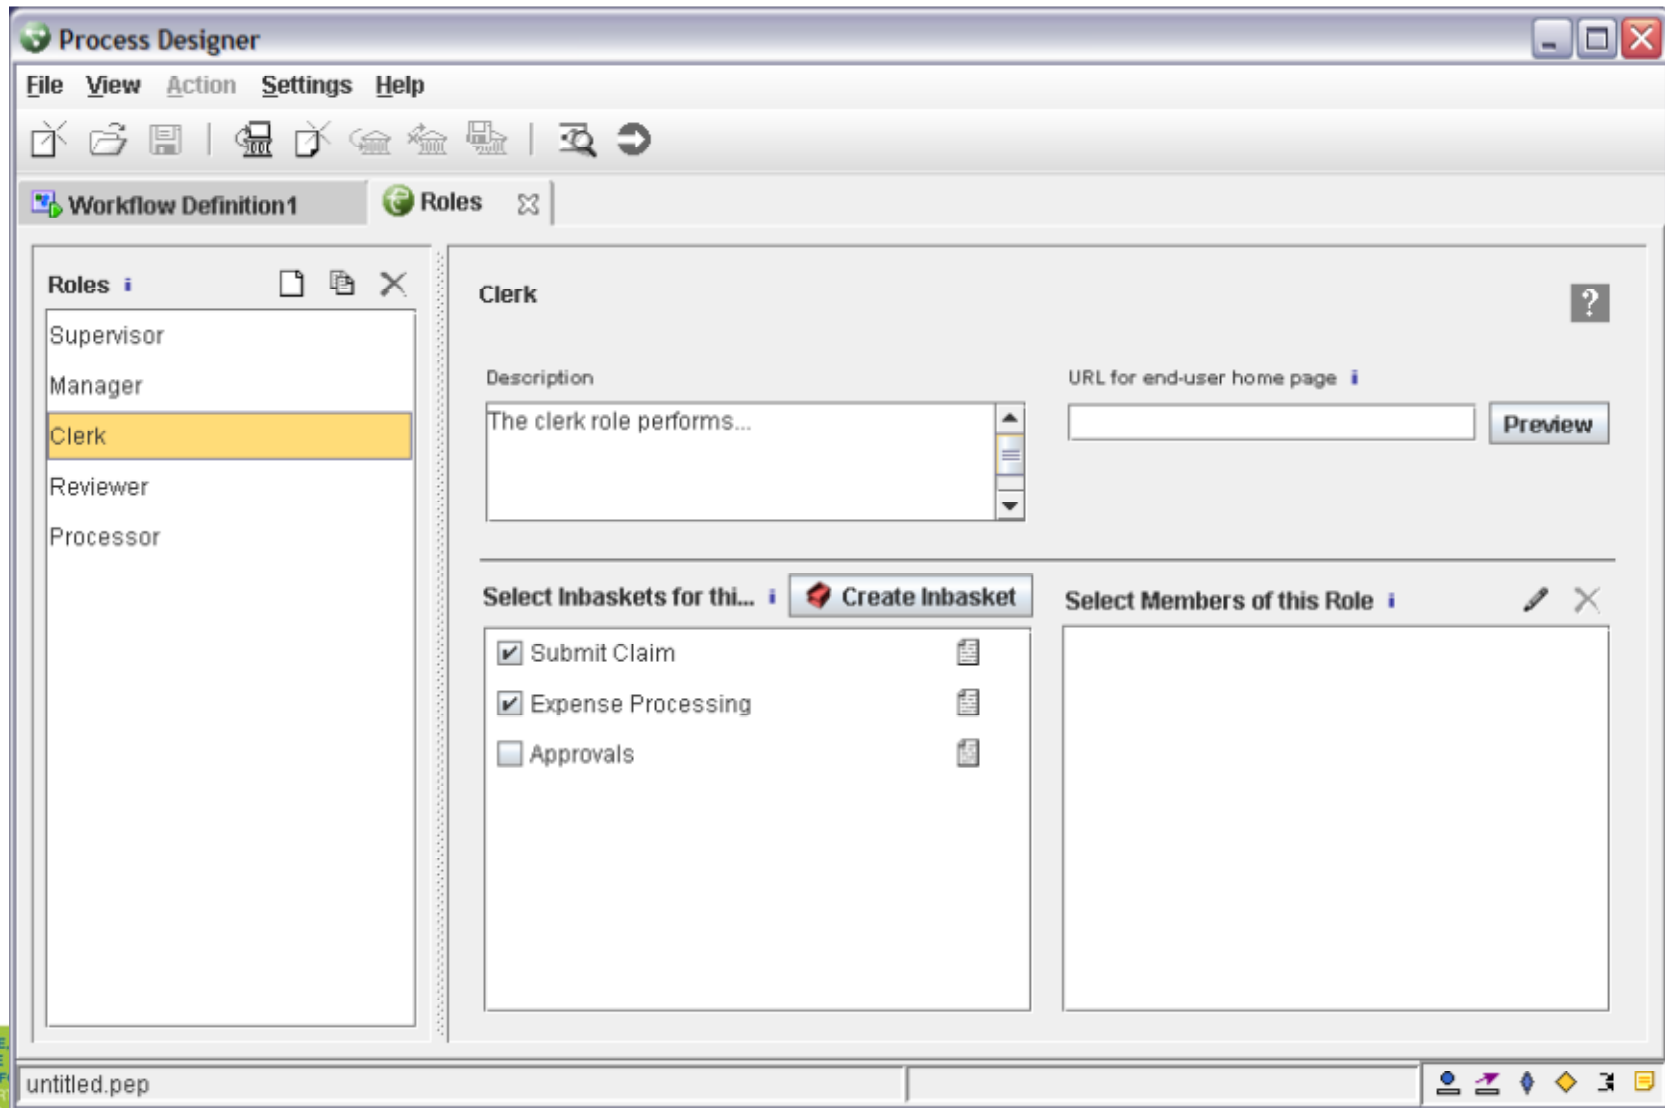 Process Designer
File View Action Settings Help
Workflow Definition1 Roles
Roles
Supervisor
Manager
Clerk
Reviewer
Processor
Clerk
?
Description
The clerk role performs...
URL for end-user home page
Preview
Select Inbaskets for thi...
Create Inbasket
Submit Claim
Expense Processing
Approvals
Select Members of this Role
untitled.pep